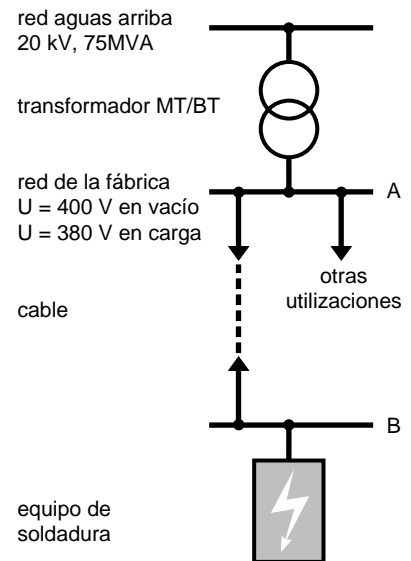 red aguas arriba
20 kV, 75MVA
transformador MT/BT
red de la fábrica
U = 400 V en vacío
U = 380 V en carga
A
otras
utilizaciones
cable
B
equipo de
soldadura